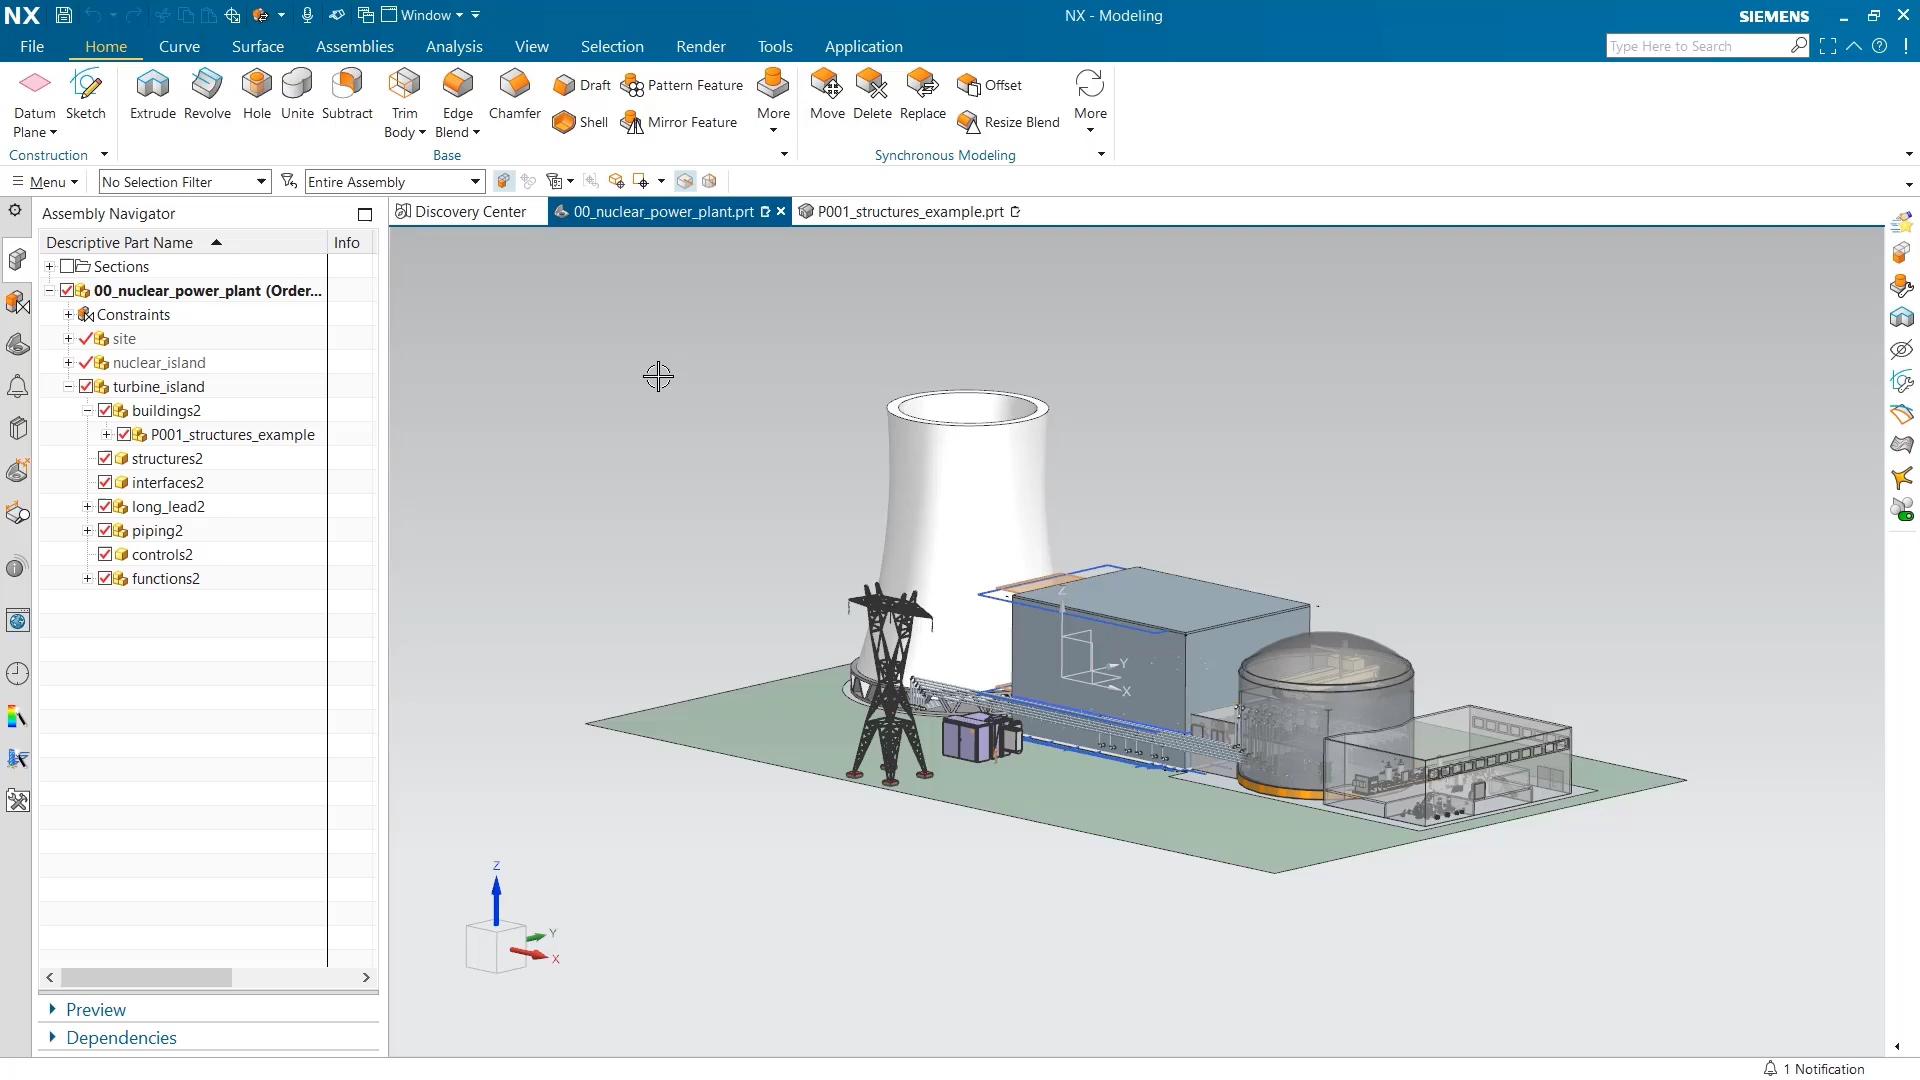 NX
Window
NX - Modeling
SIEMENS
File
Home
Curve
Surface
Assemblies
Analysis
View
Selection
Render
Tools
Application
Type Here to Search
Datum
Plane
Sketch
Extrude
Revolve
Hole
Unite
Subtract
Trim
Body
Edge
Blend
Chamfer
Draft
Shell
Pattern Feature
Mirror Feature
More
Move
Delete
Replace
Offset
Resize Blend
More
Construction
Base
Synchronous Modeling
Menu
No Selection Filter
Entire Assembly
Assembly Navigator
Discovery Center
00_nuclear_power_plant.prt
P001_structures_example.prt
Descriptive Part Name
Info
Sections
00_nuclear_power_plant (Order...
Constraints
site
nuclear_island
turbine_island
buildings2
P001_structures_example
structures2
interfaces2
long_lead2
piping2
controls2
functions2
Z
Y
X
Z
Y
X
Preview
Dependencies
1 Notification